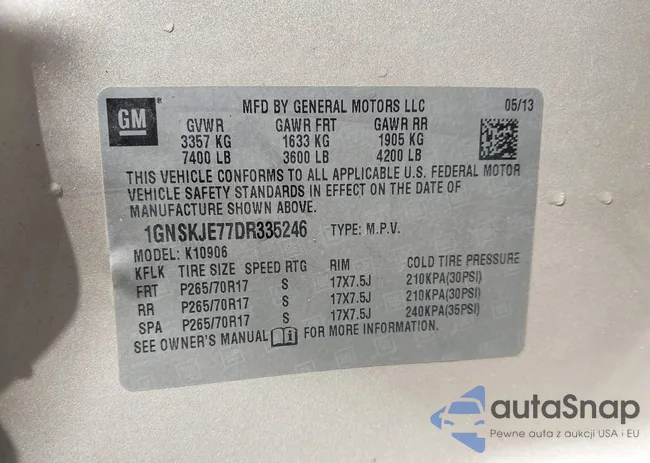 GM ®
MFD BY GENERAL MOTORS LLC 05/13
GVWR GAWR FRT GAWR RR
3357 KG 1633 KG 1905 KG
7400 LB 3600 LB 4200 LB
THIS VEHICLE CONFORMS TO ALL APPLICABLE U.S. FEDERAL MOTOR
VEHICLE SAFETY STANDARDS IN EFFECT ON THE DATE OF
MANUFACTURE SHOWN ABOVE.
1GNSKJE77DR335246 TYPE: M.P.V.
MODEL: K10906
KFLK TIRE SIZE SPEED RTG RIM COLD TIRE PRESSURE
FRT P265/70R17 S 17X7.5J 210KPA(30PSI)
RR P265/70R17 S 17X7.5J 210KPA(30PSI)
SPA P265/70R17 S 17X7.5J 240KPA(35PSI)
SEE OWNER'S MANUAL FOR MORE INFORMATION.
autaSnap
Pewne auta z aukcji USA i EU